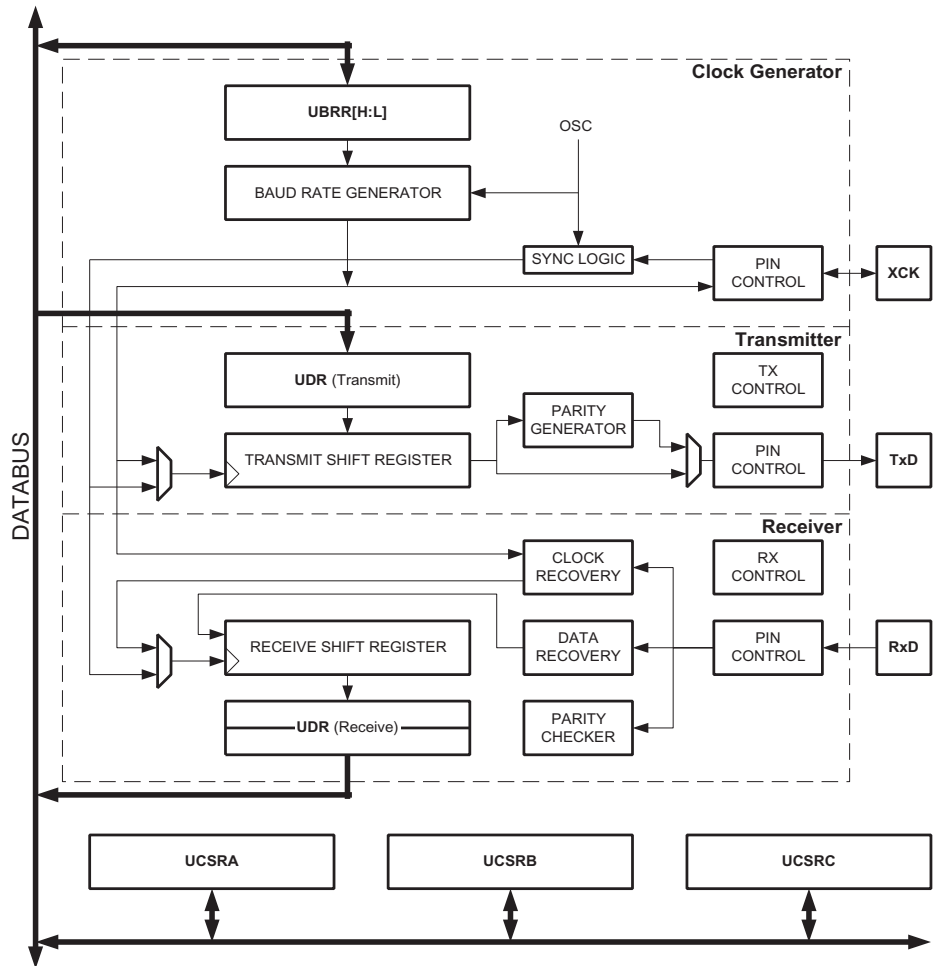 Clock Generator
UBRR[H:L]
OSC
BAUD RATE GENERATOR
SYNC LOGIC
PIN
CONTROL
XCK
Transmitter
UDR (Transmit)
TX
CONTROL
PARITY
GENERATOR
TRANSMIT SHIFT REGISTER
PIN
CONTROL
TxD
DATABUS
Receiver
CLOCK
RECOVERY
RX
CONTROL
RECEIVE SHIFT REGISTER
DATA
RECOVERY
PIN
CONTROL
RxD
UDR (Receive)
PARITY
CHECKER
UCSRA
UCSRB
UCSRC